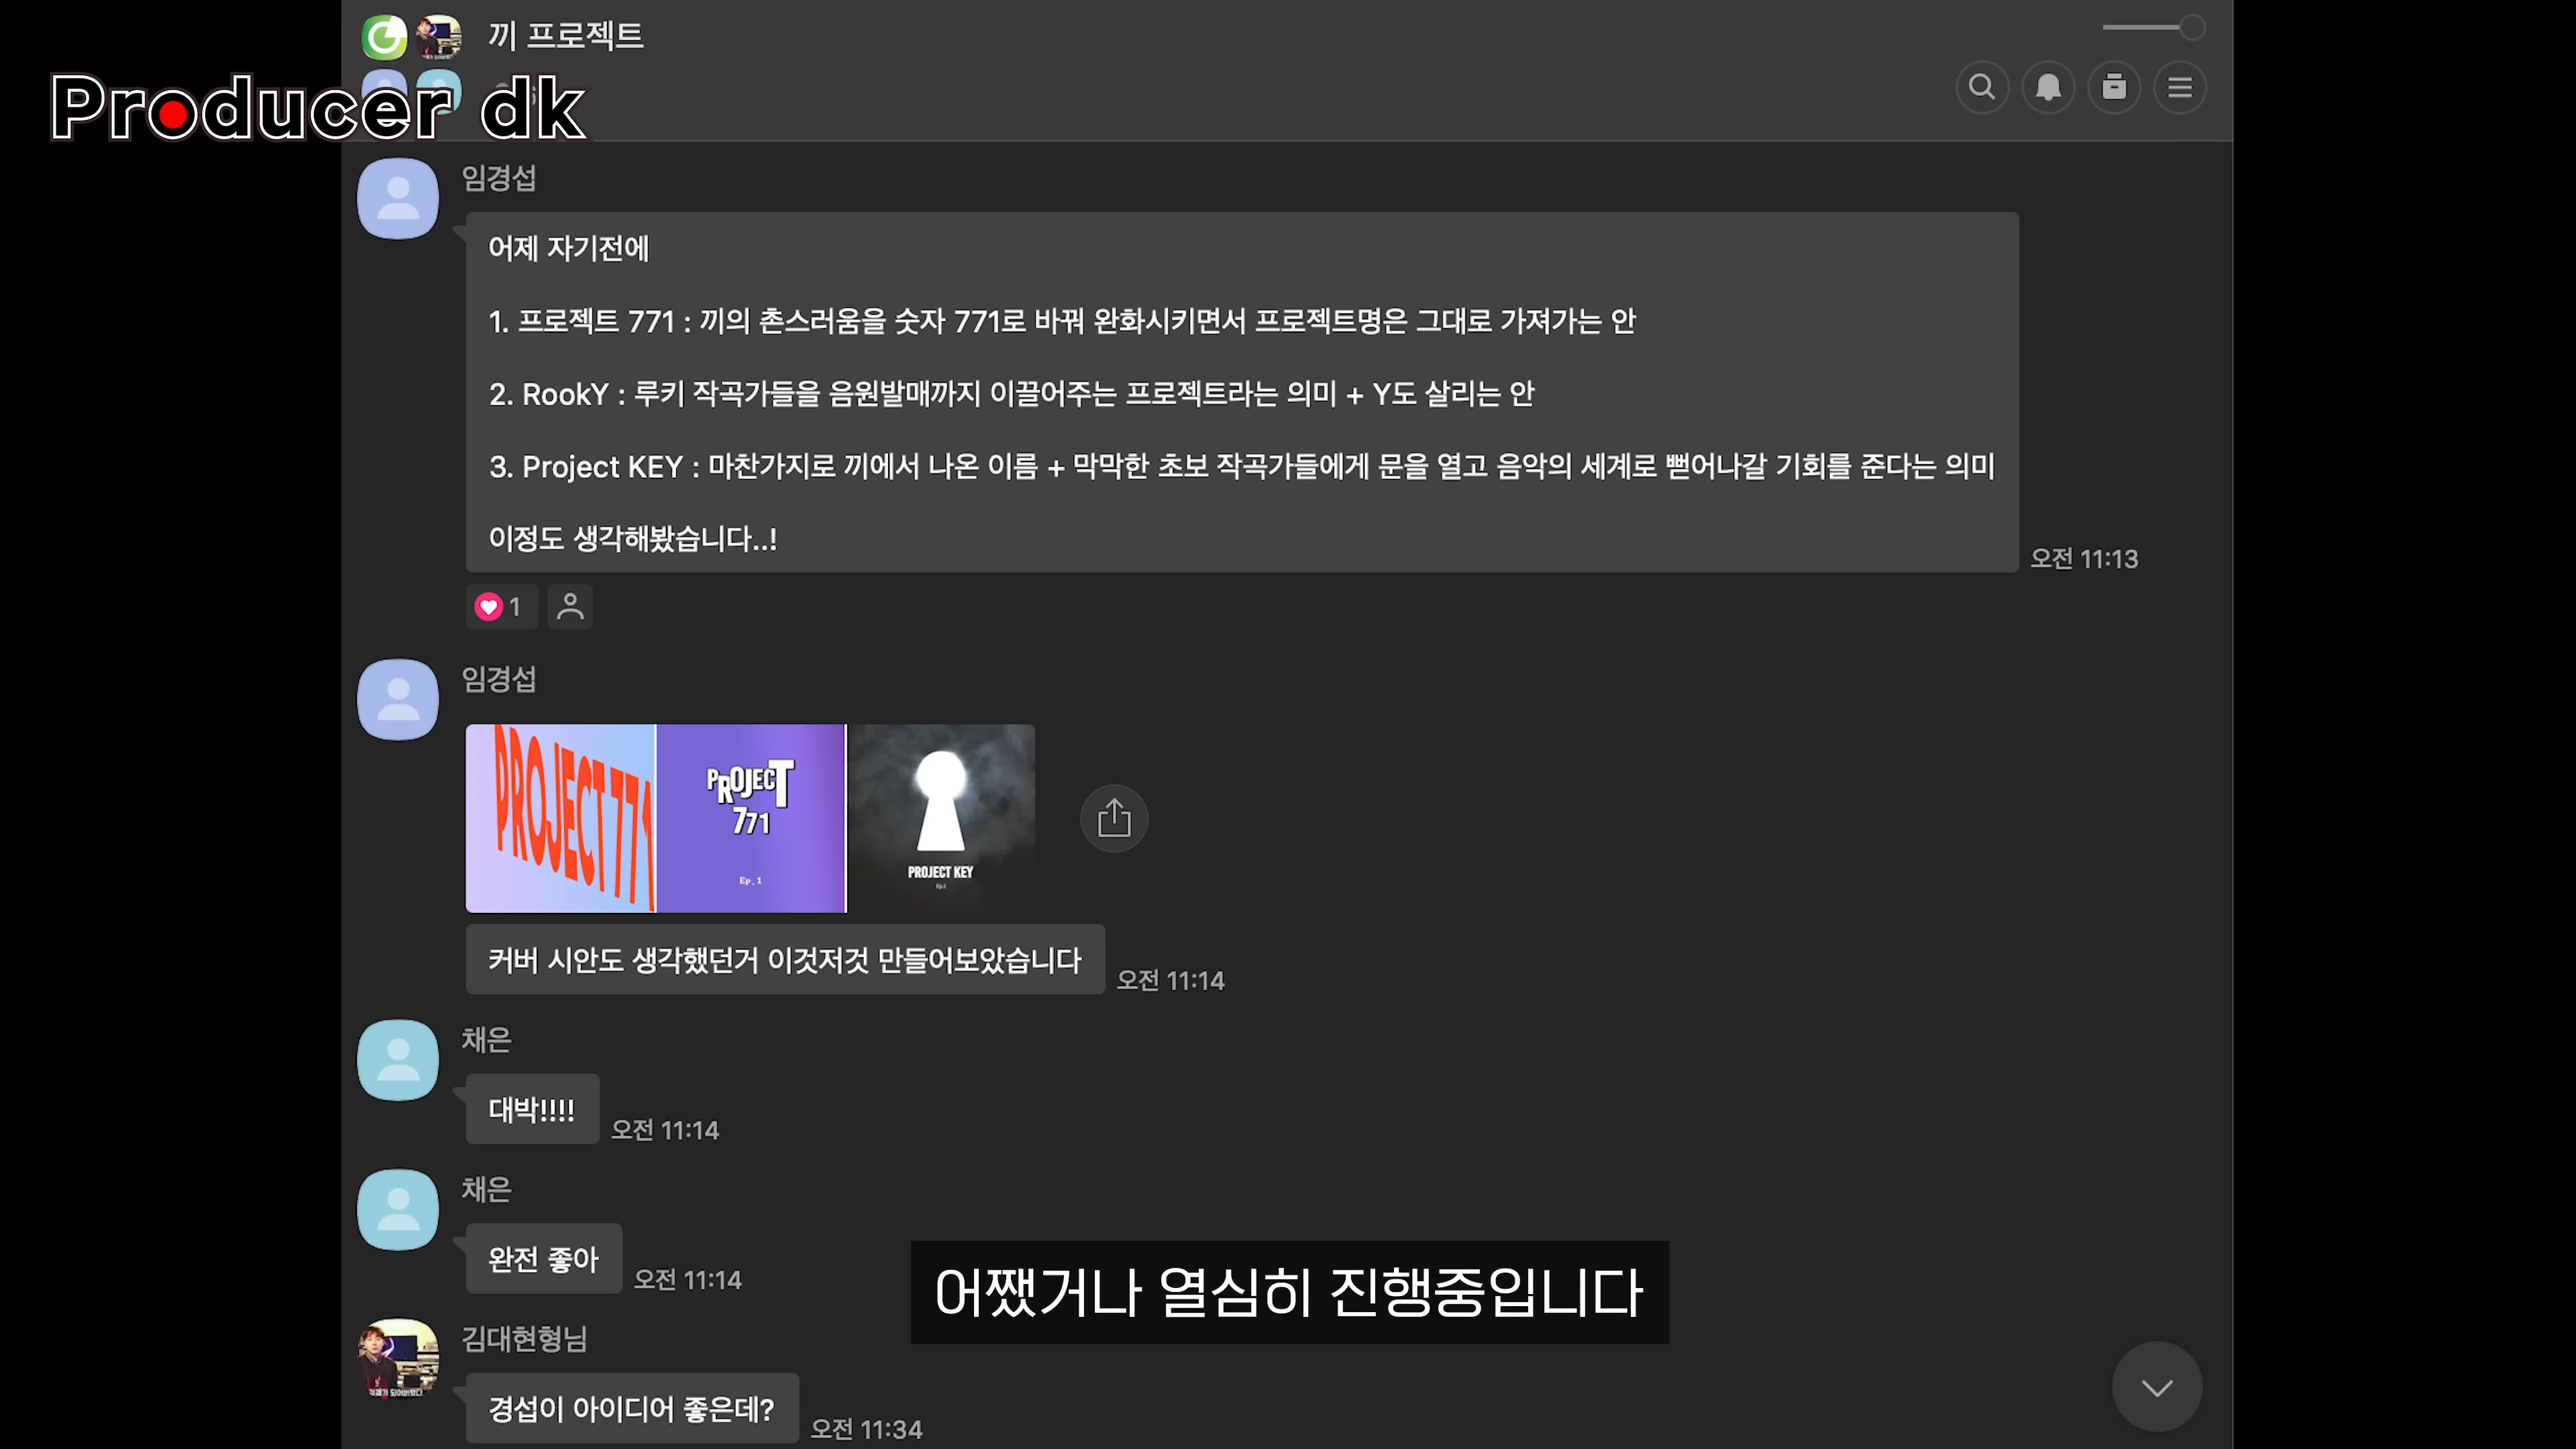 끼 프로젝트
Producer dk
임경섭
어제 자기전에
1. 프로젝트 771 : 끼의 촌스러움을 숫자 771로 바꿔 완화시키면서 프로젝트명은 그대로 가져가는 안
2. RookY : 루키 작곡가들을 음원발매까지 이끌어주는 프로젝트라는 의미 + Y도 살리는 안
3. Project KEY : 마찬가지로 끼에서 나온 이름 + 막막한 초보 작곡가들에게 문을 열고 음악의 세계로 뻗어나갈 기회를 준다는 의미
이정도 생각해봤습니다..!
오전 11:13
1
임경섭
PROJECT 771
PROJECT
771
Ep. 1
PROJECT KEY
Ep.1
커버 시안도 생각했던거 이것저것 만들어보았습니다
오전 11:14
채은
대박!!!!
오전 11:14
채은
완전 좋아
오전 11:14
어쨌거나 열심히 진행중입니다
김대현형님
경섭이 아이디어 좋은데?
오전 11:34